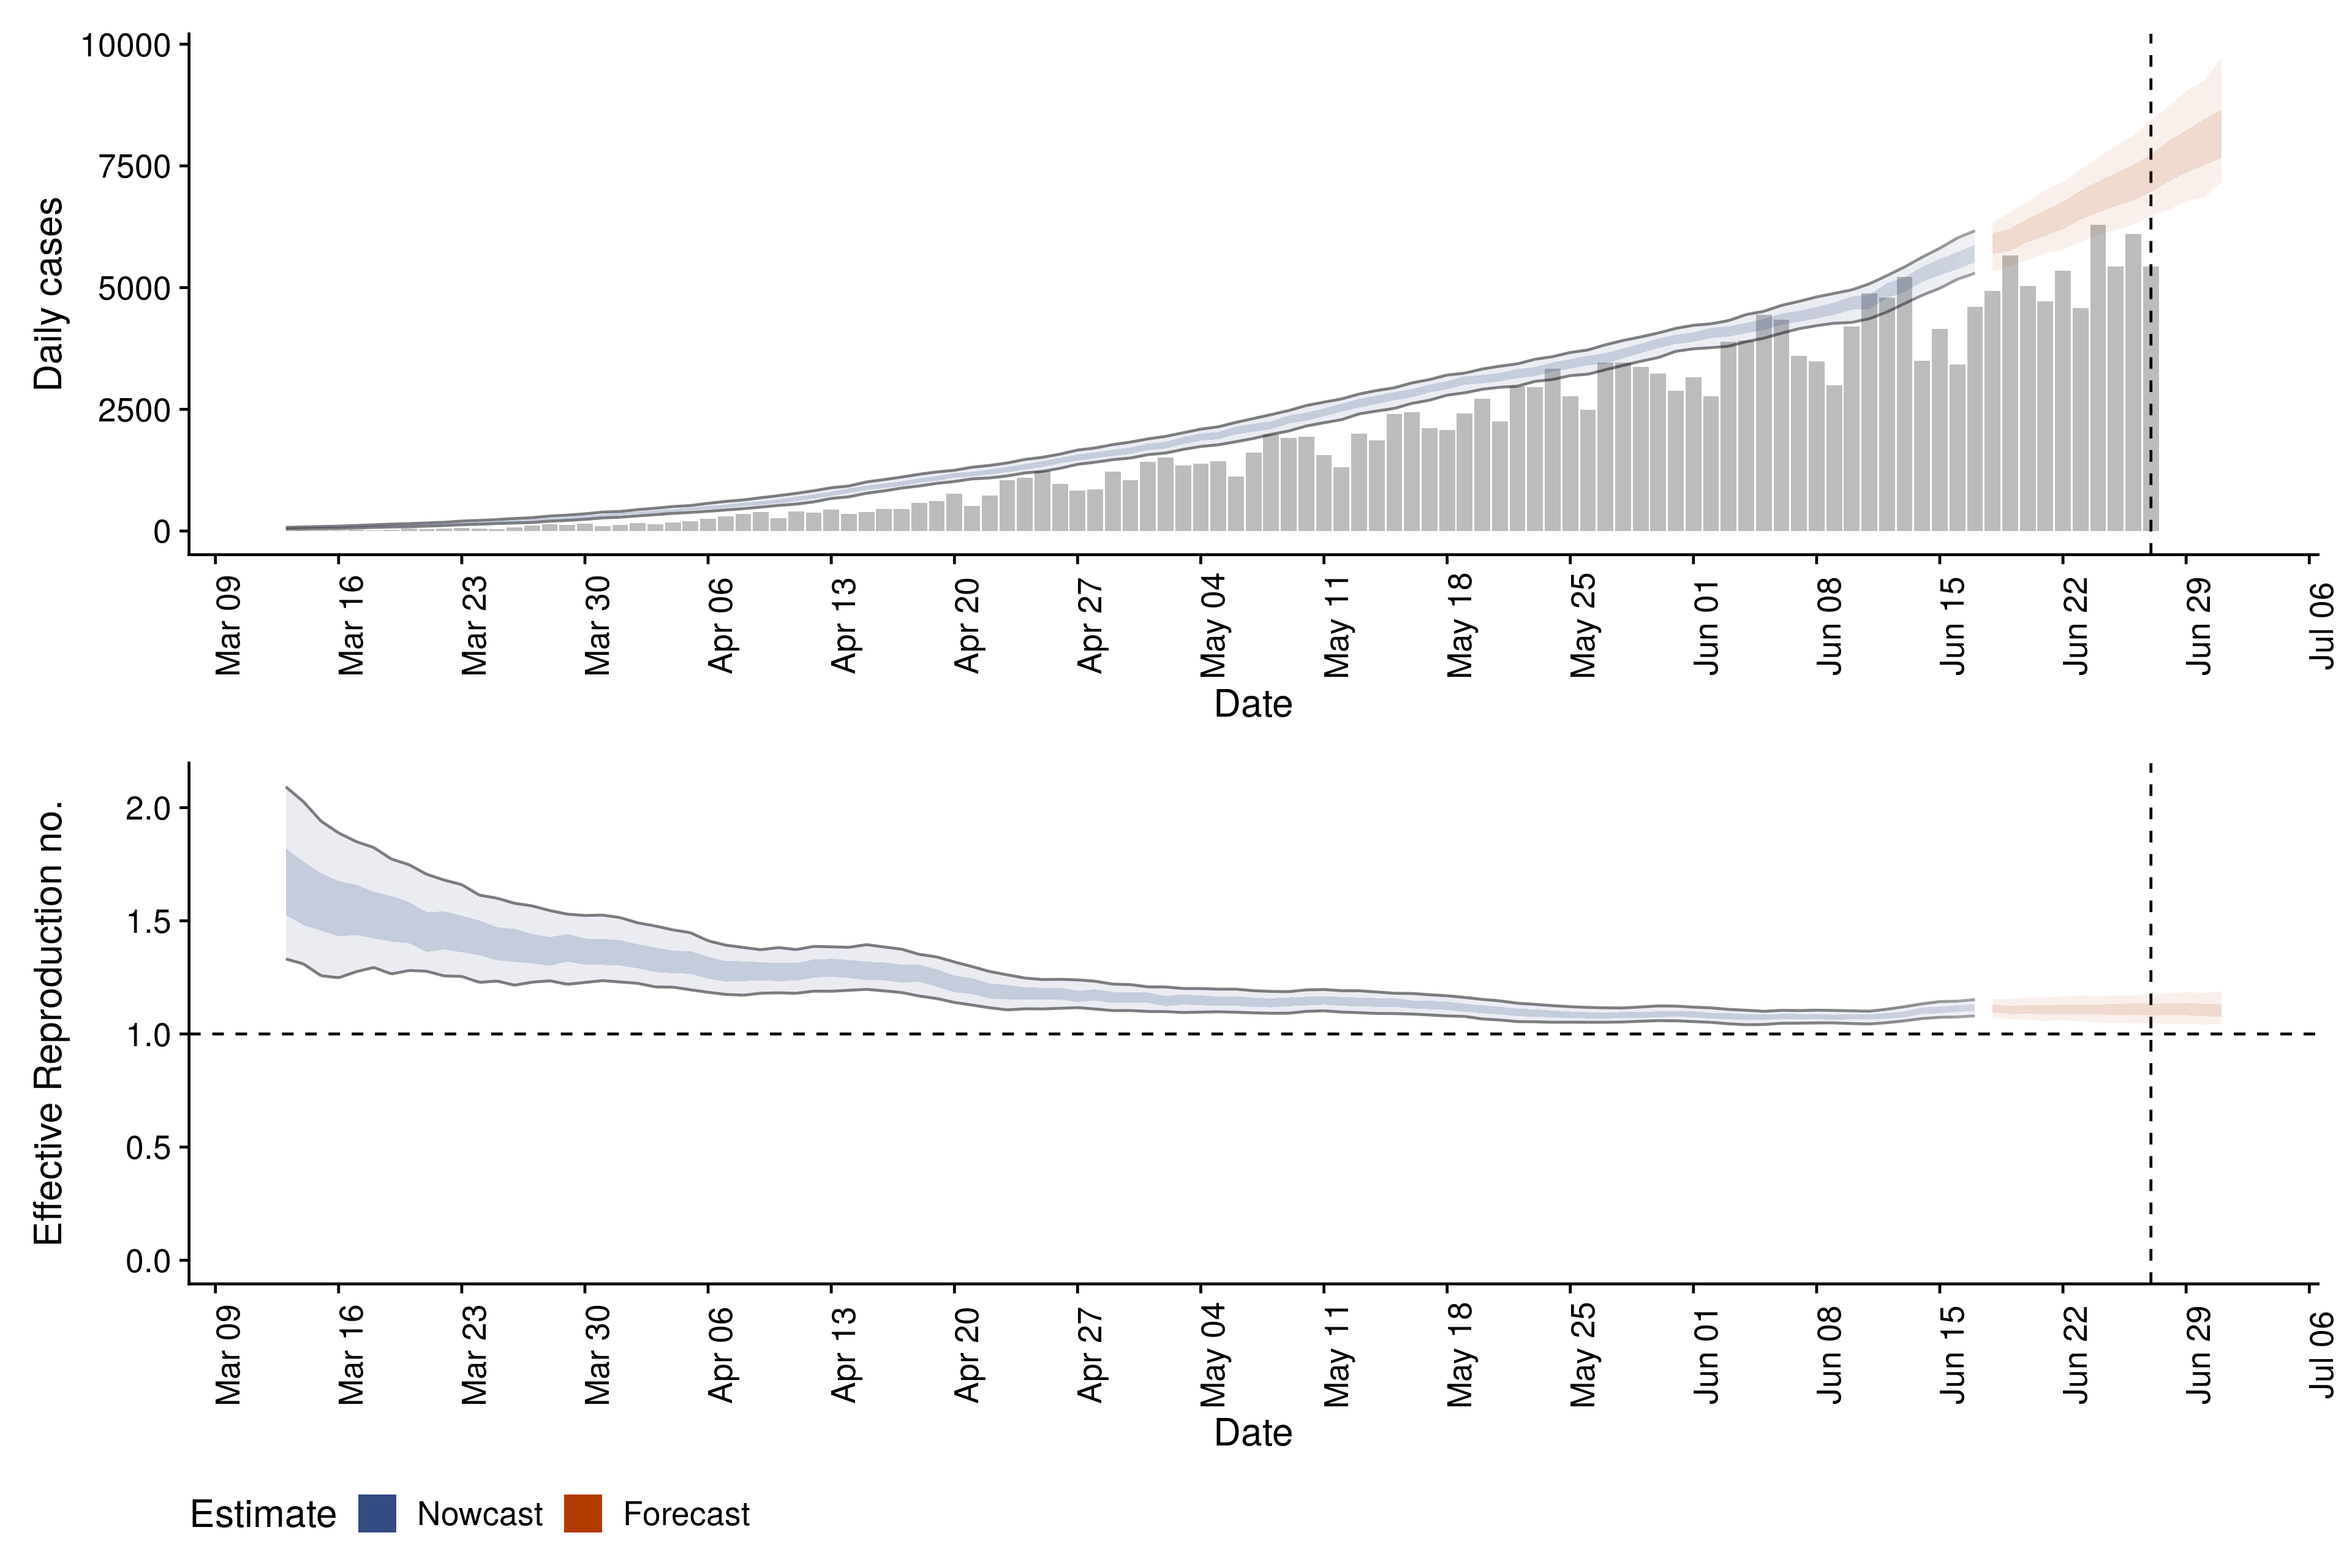 10000
7500
5000
2500
0
Daily cases
Mar 09 Mar 16 Mar 23 Mar 30 Apr 06 Apr 13 Apr 20 Apr 27 May 04 May 11 May 18 May 25 Jun 01 Jun 08 Jun 15 Jun 22 Jun 29 Jul 06
Date
2.0
1.5
1.0
0.5
0.0
Effective Reproduction no.
Mar 09 Mar 16 Mar 23 Mar 30 Apr 06 Apr 13 Apr 20 Apr 27 May 04 May 11 May 18 May 25 Jun 01 Jun 08 Jun 15 Jun 22 Jun 29 Jul 06
Date
Estimate Nowcast Forecast